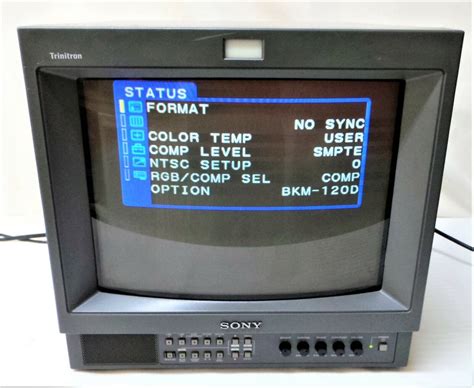 Trinitron
STATUS
FORMAT
NO SYNC
COLOR TEMP USER
COMP LEVEL SMPTE
NTSC SETUP 0
RGB/COMP SEL COMP
OPTION BKM-120D
SONY